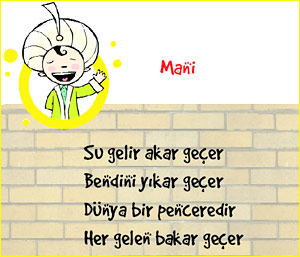 Mani
Su gelir akar geçer
Bendini yıkar geçer
Dünya bir penceredir
Her gelen bakar geçer